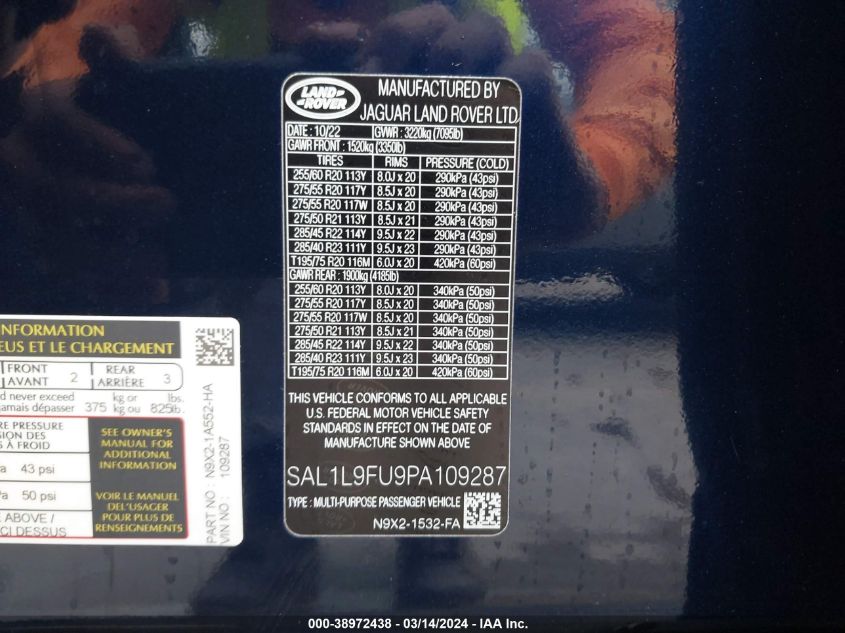 LAND
ROVER
MANUFACTURED BY
JAGUAR LAND ROVER LTD
DATE: 10/22 GVWR: 3220kg (7095lb)
GAWR FRONT: 1520kg (3350lb)
TIRES RIMS PRESSURE (COLD)
255/60 R20 113Y 8.0J x 20 290kPa (43psi)
275/55 R20 117Y 8.5J x 20 290kPa (43psi)
275/55 R20 117W 8.5J x 20 290kPa (43psi)
275/50 R21 113Y 8.5J x 21 290kPa (43psi)
285/45 R22 114Y 9.5J x 22 290kPa (43psi)
285/40 R23 111Y 9.5J x 23 290kPa (43psi)
T195/75 R20 116M 6.0J x 20 420kPa (60psi)
GAWR REAR: 1900kg (4185lb)
255/60 R20 113Y 8.0J x 20 340kPa (50psi)
275/55 R20 117Y 8.5J x 20 340kPa (50psi)
275/55 R20 117W 8.5J x 20 340kPa (50psi)
275/50 R21 113Y 8.5J x 21 340kPa (50psi)
285/45 R22 114Y 9.5J x 22 340kPa (50psi)
285/40 R23 111Y 9.5J x 23 340kPa (50psi)
T195/75 R20 116M 6.0J x 20 420kPa (60psi)
THIS VEHICLE CONFORMS TO ALL APPLICABLE
U.S. FEDERAL MOTOR VEHICLE SAFETY
STANDARDS IN EFFECT ON THE DATE OF
MANUFACTURE SHOWN ABOVE
SAL1L9FU9PA109287
TYPE: MULTI-PURPOSE PASSENGER VEHICLE
N9X2-1532-FA
INFORMATION
EUS ET LE CHARGEMENT
FRONT
AVANT 2 REAR
ARRIÈRE 3
d never exceed
jamais dépasser 375 kg or
kg ou 825 lbs.
lb.
RE PRESSURE
SION DES
S À FROID
43 psi
50 psi
E ABOVE /
CI DESSUS
SEE OWNER'S
MANUAL FOR
ADDITIONAL
INFORMATION
VOIR LE MANUEL
DEL'USAGER
POUR PLUS DE
RENSEIGNEMENTS
PART NO: N9X2-1A552-HA
VIN NO: 109287
000-38972438 - 03/14/2024 - IAA Inc.